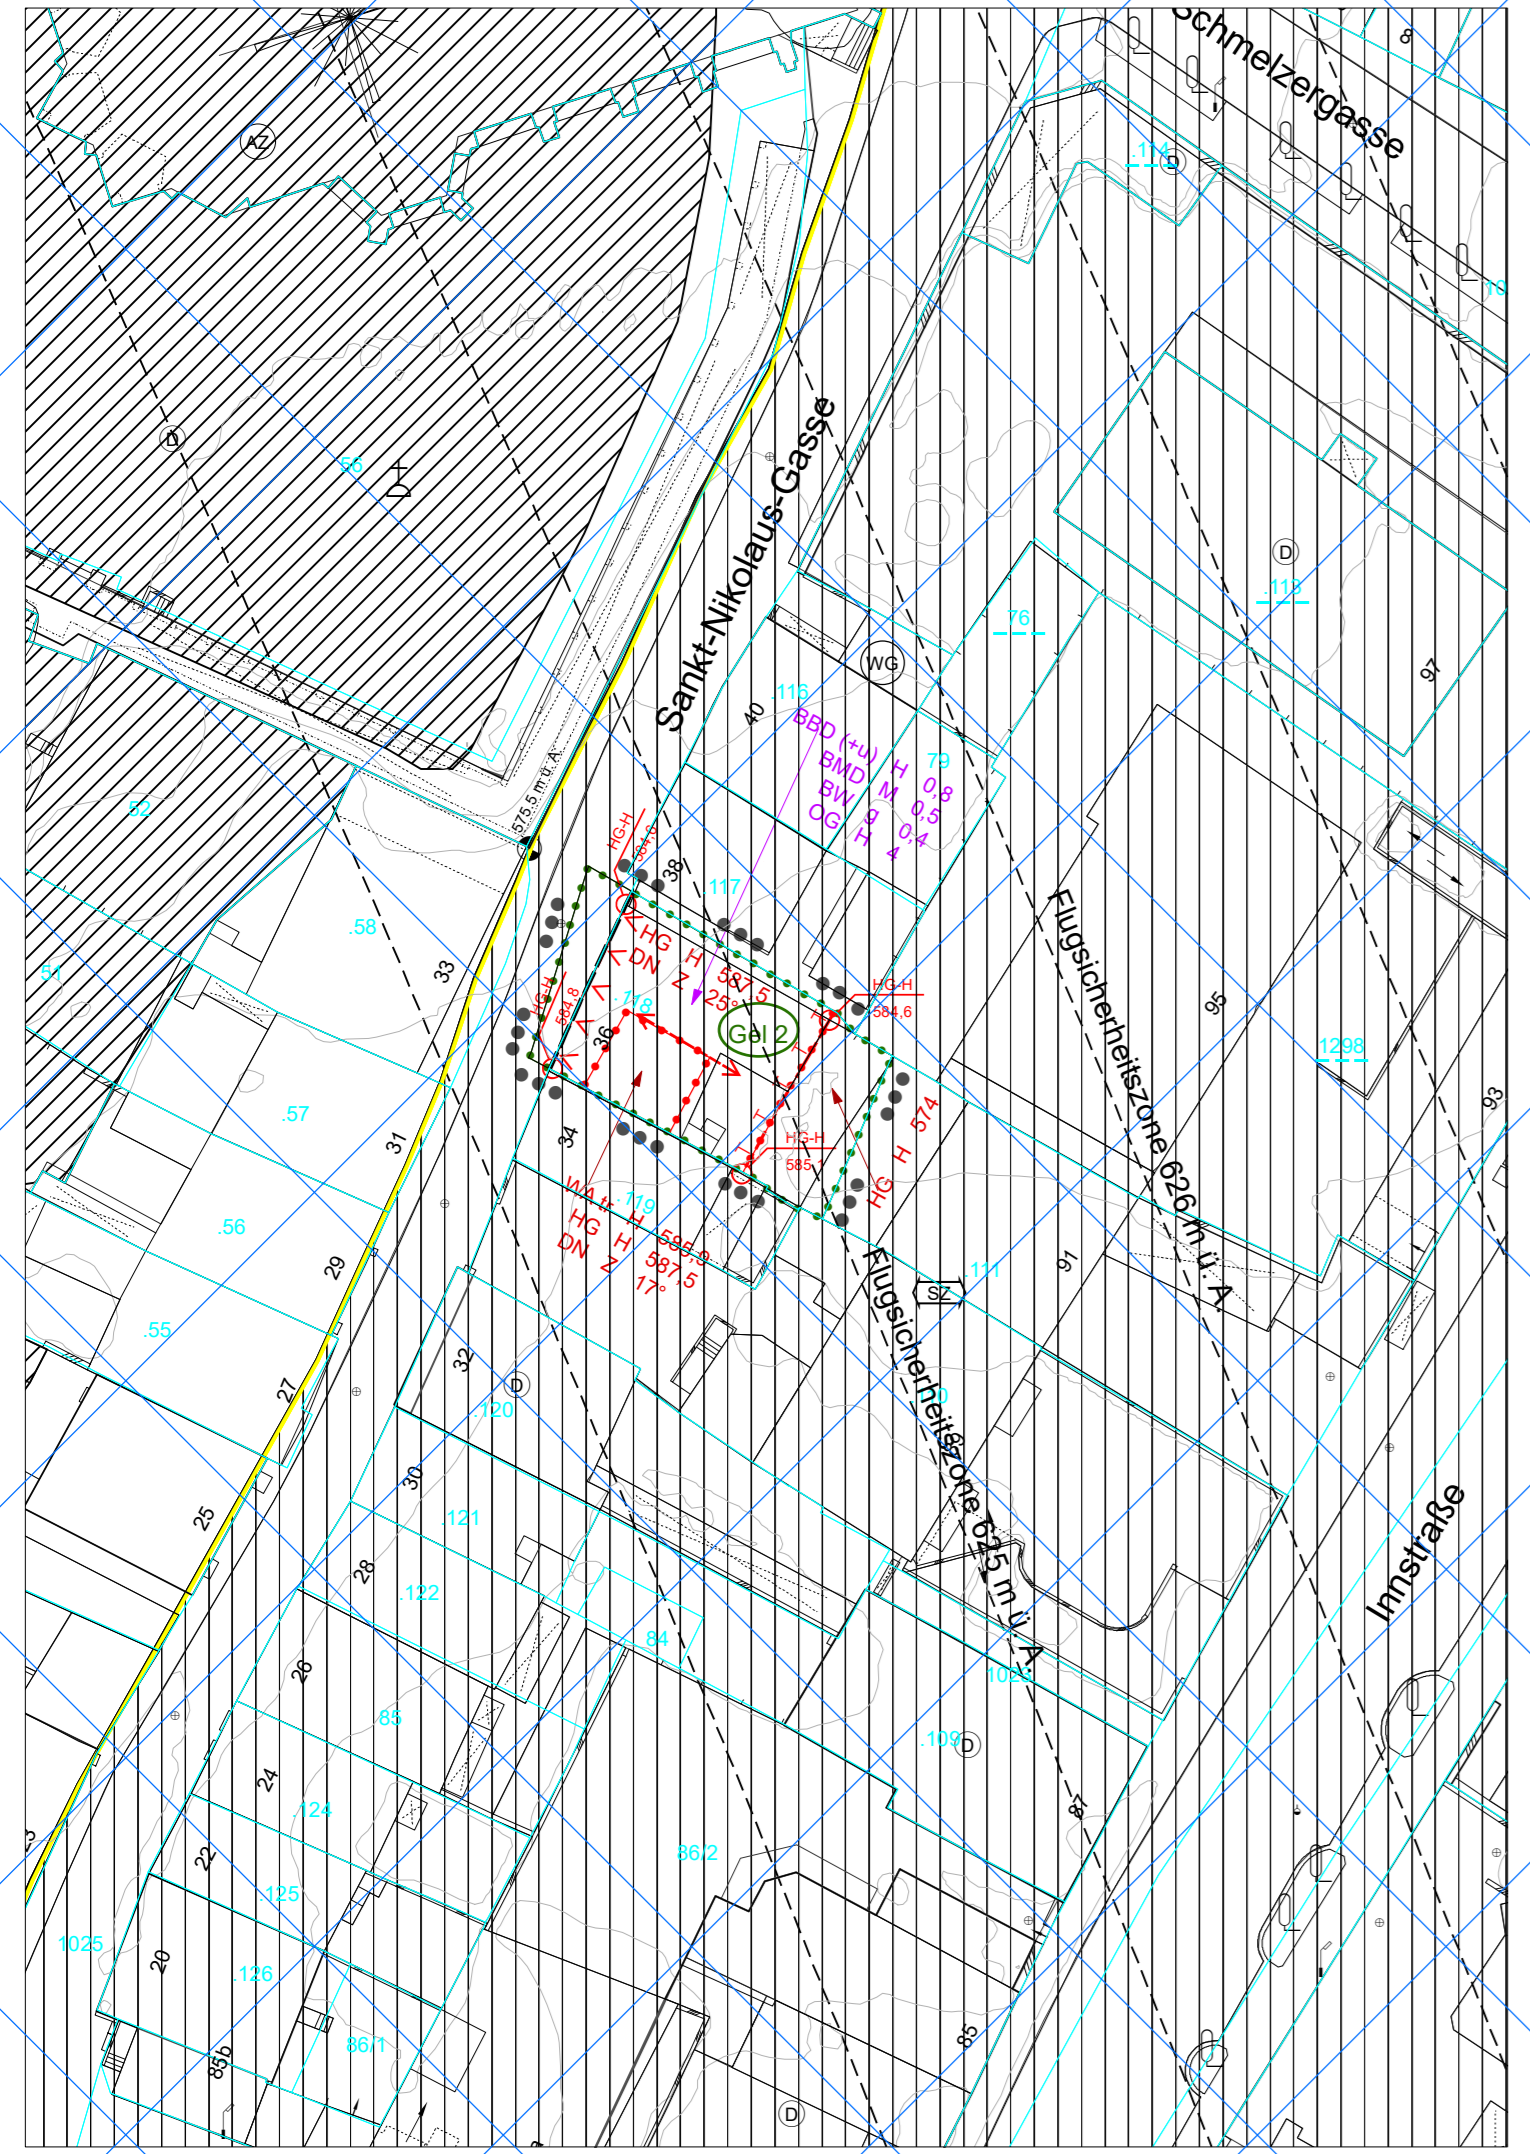 Schmelzergasse
8
AZ
.114
D
10
D
56
Sankt-Nikolaus-Gasse
D
.113
76
WG
97
.116
40
79
BBD (+u) H 0,8
BMD M 0,5
BW g 0,4
OG H 4
52
575.5 m ü. A.
HG-H
38
.117
.58
51
33
HG H 587,5
DN Z 25°
HG-H
584,8
.118
HG-H
584,6
36
Gel 2
95
Flugsicherheitszone 626 m ü. A.
1298
93
.57
31
34
HG-H
585,1
HG H 574
WA tr H 585,9
HG H 587,5
DN Z 17°
.119
.56
29
91
.111
SZ
Flugsicherheitszone 625 m ü. A.
.55
32
27
D
.120
30
Innstraße
25
.121
28
.122
84
26
1028
85
.109
D
24
.124
87
22
86/2
.125
1025
20
.126
86/1
85b
85
D